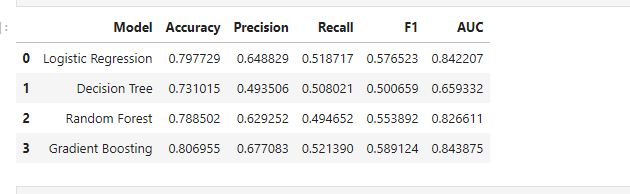 Model Accuracy Precision Recall F1 AUC
0 Logistic Regression 0.797729 0.648829 0.518717 0.576523 0.842207
1 Decision Tree 0.731015 0.493506 0.508021 0.500659 0.659332
2 Random Forest 0.788502 0.629252 0.494652 0.553892 0.826611
3 Gradient Boosting 0.806955 0.677083 0.521390 0.589124 0.843875